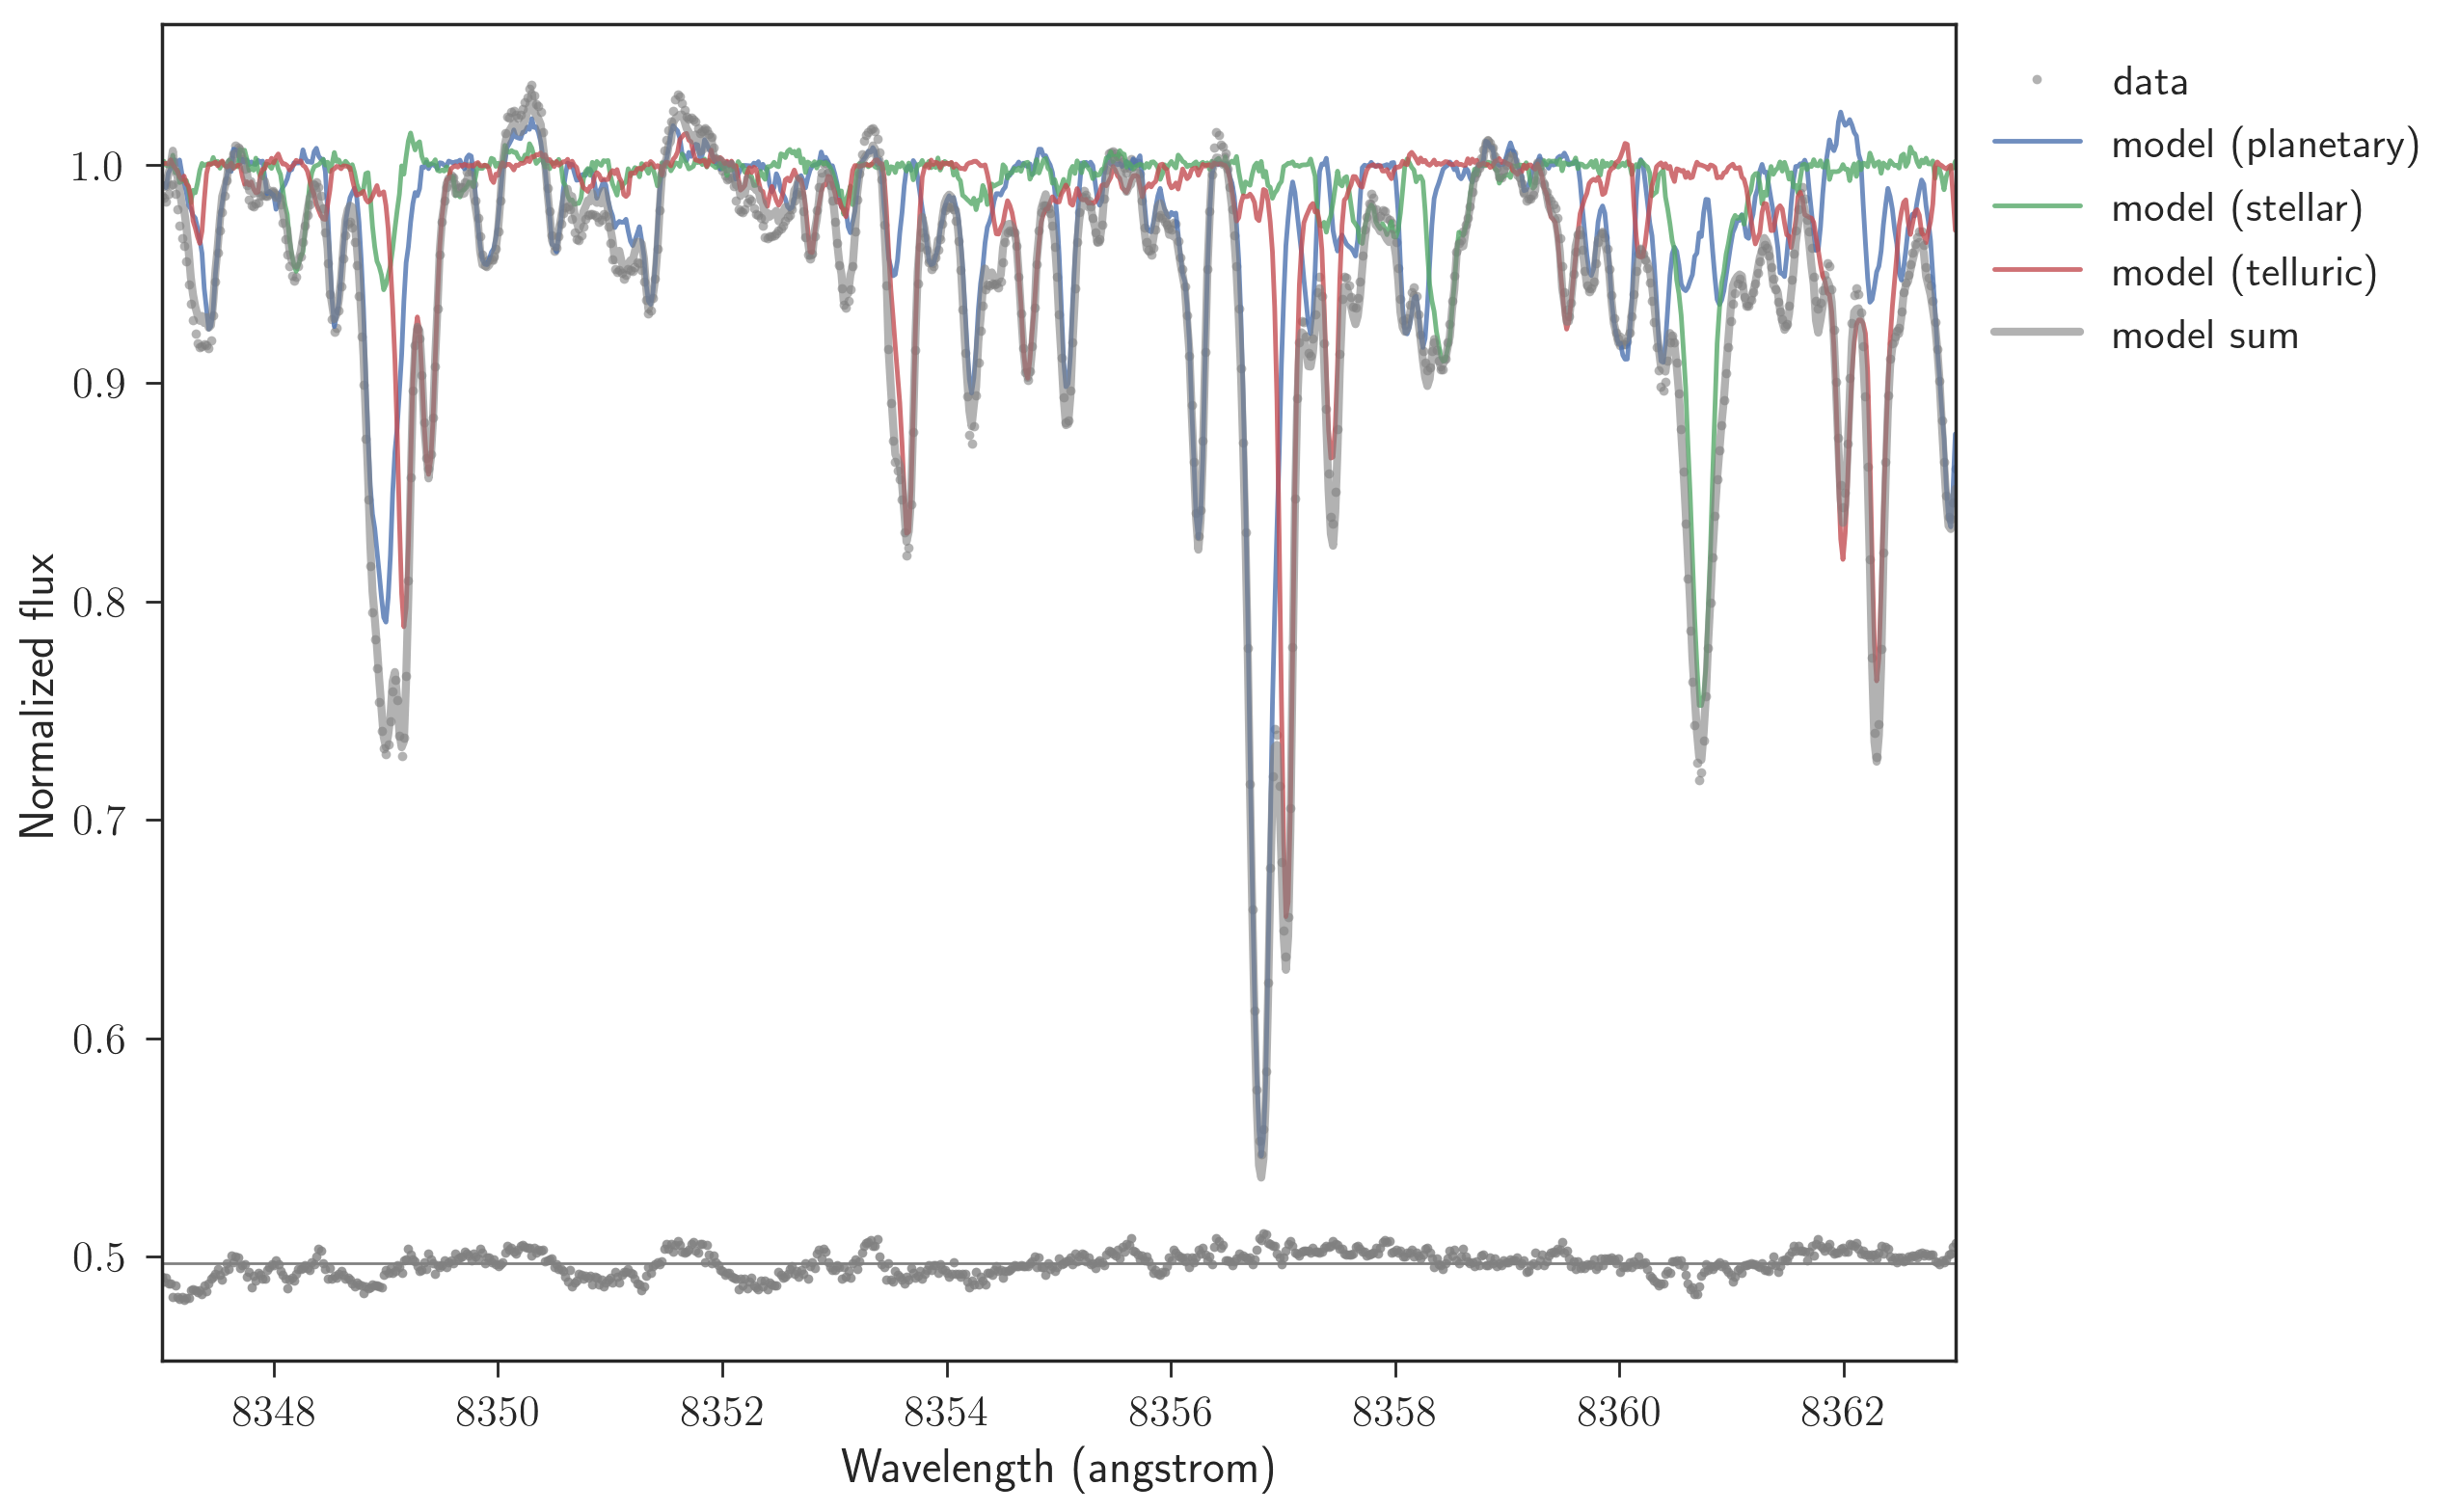 data
model (planetary)
model (stellar)
model (telluric)
model sum
1.0
0.9
0.8
0.7
0.6
0.5
Normalized flux
8348 8350 8352 8354 8356 8358 8360 8362
Wavelength (angstrom)